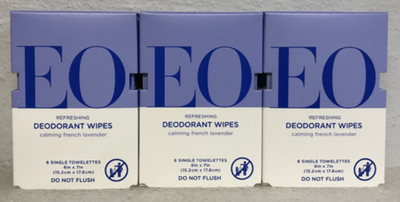 EO
REFRESHING
DEODORANT WIPES
calming french lavender
6 SINGLE TOWELETTES
6in x 7in
(15.2cm x 17.8cm)
DO NOT FLUSH
EO
REFRESHING
DEODORANT WIPES
calming french lavender
6 SINGLE TOWELETTES
6in x 7in
(15.2cm x 17.8cm)
DO NOT FLUSH
EO
REFRESHING
DEODORANT WIPES
calming french lavender
6 SINGLE TOWELETTES
6in x 7in
(15.2cm x 17.8cm)
DO NOT FLUSH